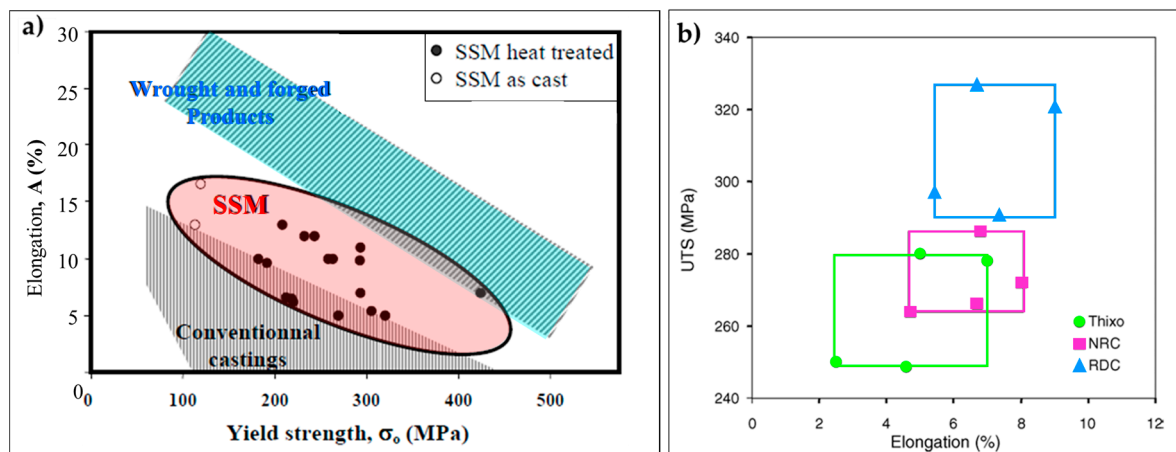 a)
30
25
20
15
10
5
0
Elongation, A (%)
SSM heat treated
SSM as cast
Wrought and forged
Products
SSM
Conventionnal
castings
0
100
200
300
400
500
Yield strength, σo (MPa)
b)
340
320
300
280
260
240
UTS (MPa)
Thixo
NRC
RDC
0
2
4
6
8
10
12
Elongation (%)